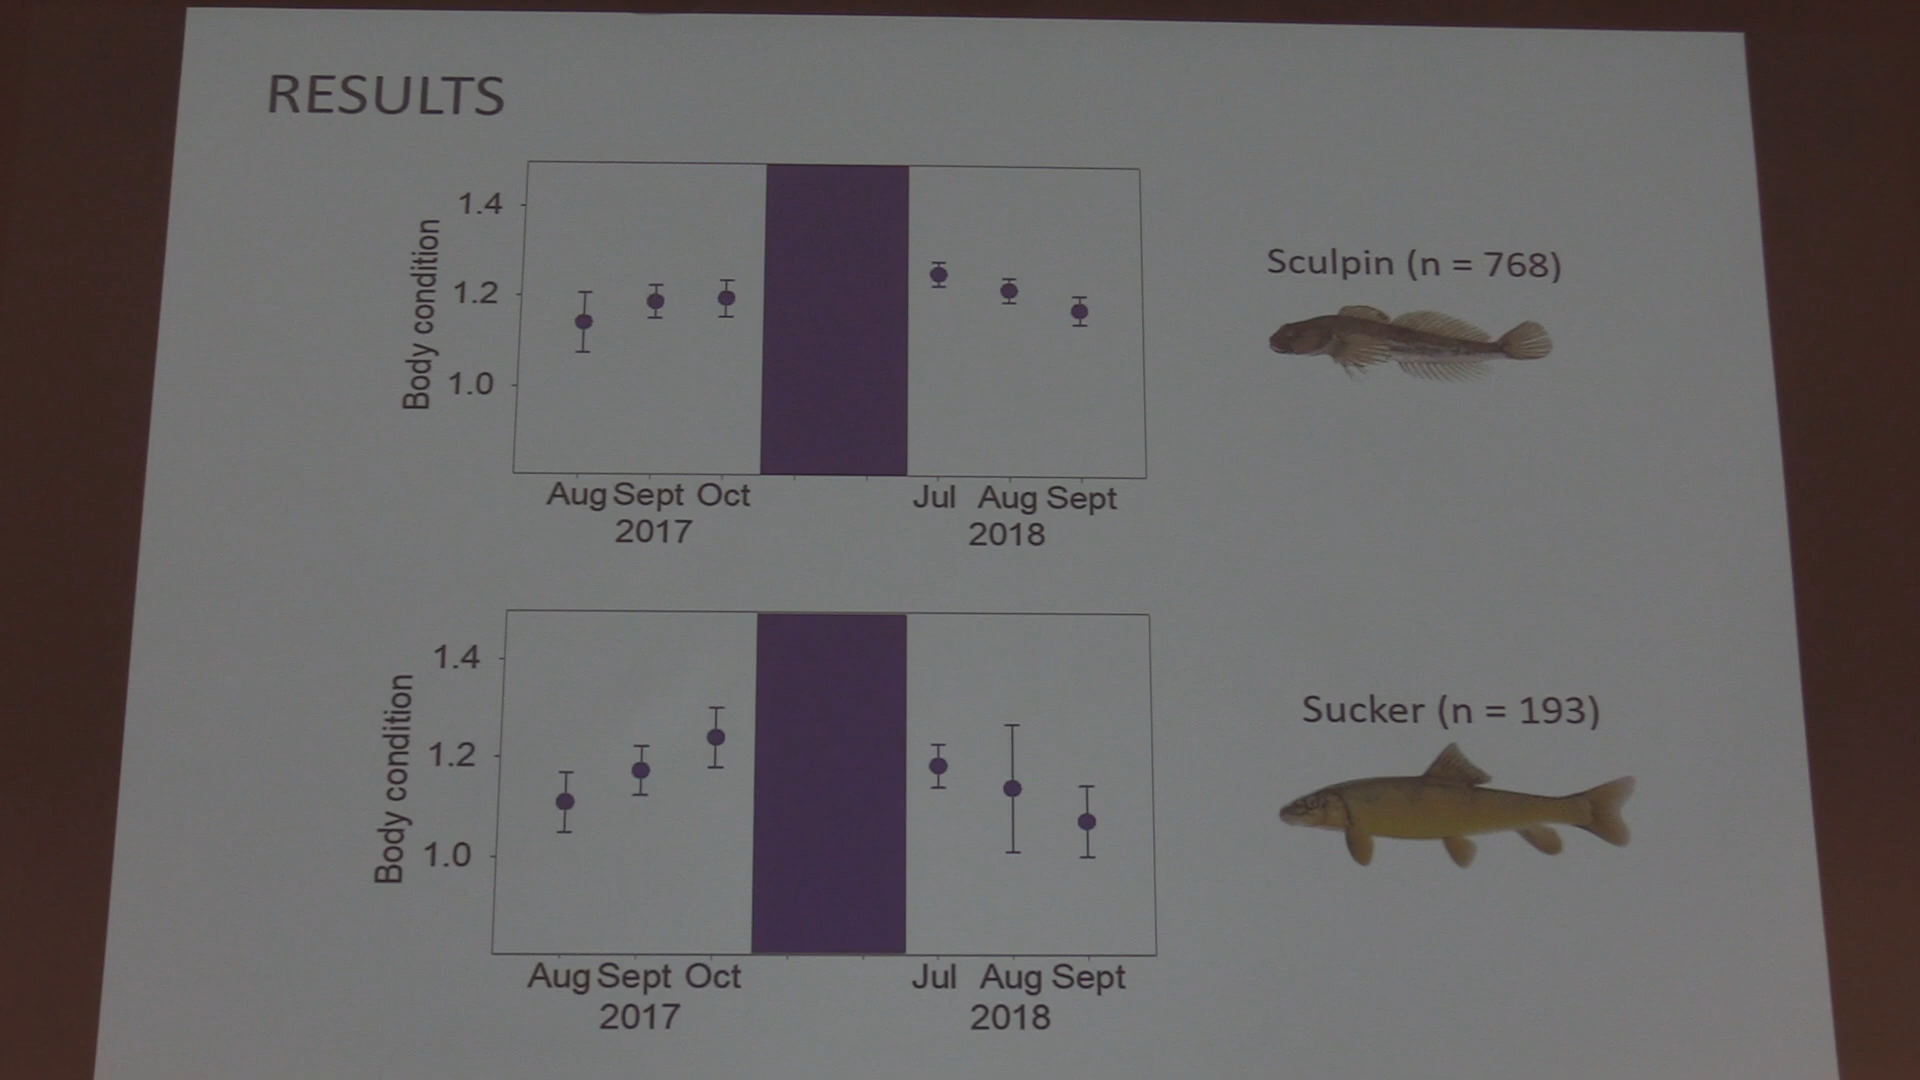 RESULTS
1.4
1.2
1.0
Body condition
Aug Sept Oct
2017
Jul Aug Sept
2018
Sculpin (n = 768)
1.4
1.2
1.0
Body condition
Aug Sept Oct
2017
Jul Aug Sept
2018
Sucker (n = 193)